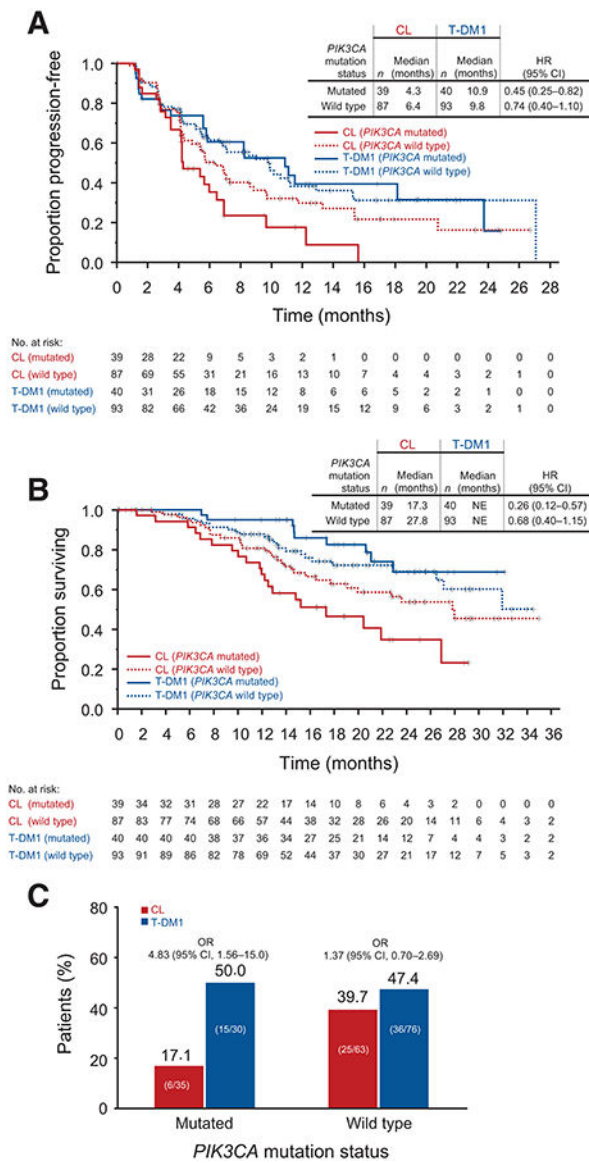 A
CL T-DM1
PIK3CA mutation status n Median (months) n Median (months) HR (95% CI)
Mutated 39 4.3 40 10.9 0.45 (0.25–0.82)
Wild type 87 6.4 93 9.8 0.74 (0.40–1.10)
CL (PIK3CA mutated)
CL (PIK3CA wild type)
T-DM1 (PIK3CA mutated)
T-DM1 (PIK3CA wild type)
Proportion progression-free
1.0
0.8
0.6
0.4
0.2
0.0
0 2 4 6 8 10 12 14 16 18 20 22 24 26 28
Time (months)
No. at risk:
CL (mutated) 39 28 22 9 5 3 2 1 0 0 0 0 0 0 0
CL (wild type) 87 69 55 31 21 16 13 10 7 4 4 3 2 1 0
T-DM1 (mutated) 40 31 26 18 15 12 8 6 6 5 2 2 1 0 0
T-DM1 (wild type) 93 82 66 42 36 24 19 15 12 9 6 3 2 1 0
B
CL T-DM1
PIK3CA mutation status n Median (months) n Median (months) HR (95% CI)
Mutated 39 17.3 40 NE 0.26 (0.12–0.57)
Wild type 87 27.8 93 NE 0.68 (0.40–1.15)
Proportion surviving
1.0
0.8
0.6
0.4
0.2
0.0
CL (PIK3CA mutated)
CL (PIK3CA wild type)
T-DM1 (PIK3CA mutated)
T-DM1 (PIK3CA wild type)
0 2 4 6 8 10 12 14 16 18 20 22 24 26 28 30 32 34 36
Time (months)
No. at risk:
CL (mutated) 39 34 32 31 28 27 22 17 14 10 8 6 4 3 2 0 0 0 0
CL (wild type) 87 83 77 74 68 66 57 44 38 32 28 26 20 14 11 6 4 3 2
T-DM1 (mutated) 40 40 40 40 38 37 36 34 27 25 21 14 12 7 4 4 3 2 2
T-DM1 (wild type) 93 91 89 86 82 78 69 52 44 37 30 27 21 17 12 7 5 3 2
C
CL
T-DM1
Patients (%)
80
60
40
20
0
OR
4.83 (95% CI, 1.56–15.0)
17.1
50.0
(6/35)
(15/30)
OR
1.37 (95% CI, 0.70–2.69)
39.7
47.4
(25/63)
(36/76)
Mutated Wild type
PIK3CA mutation status